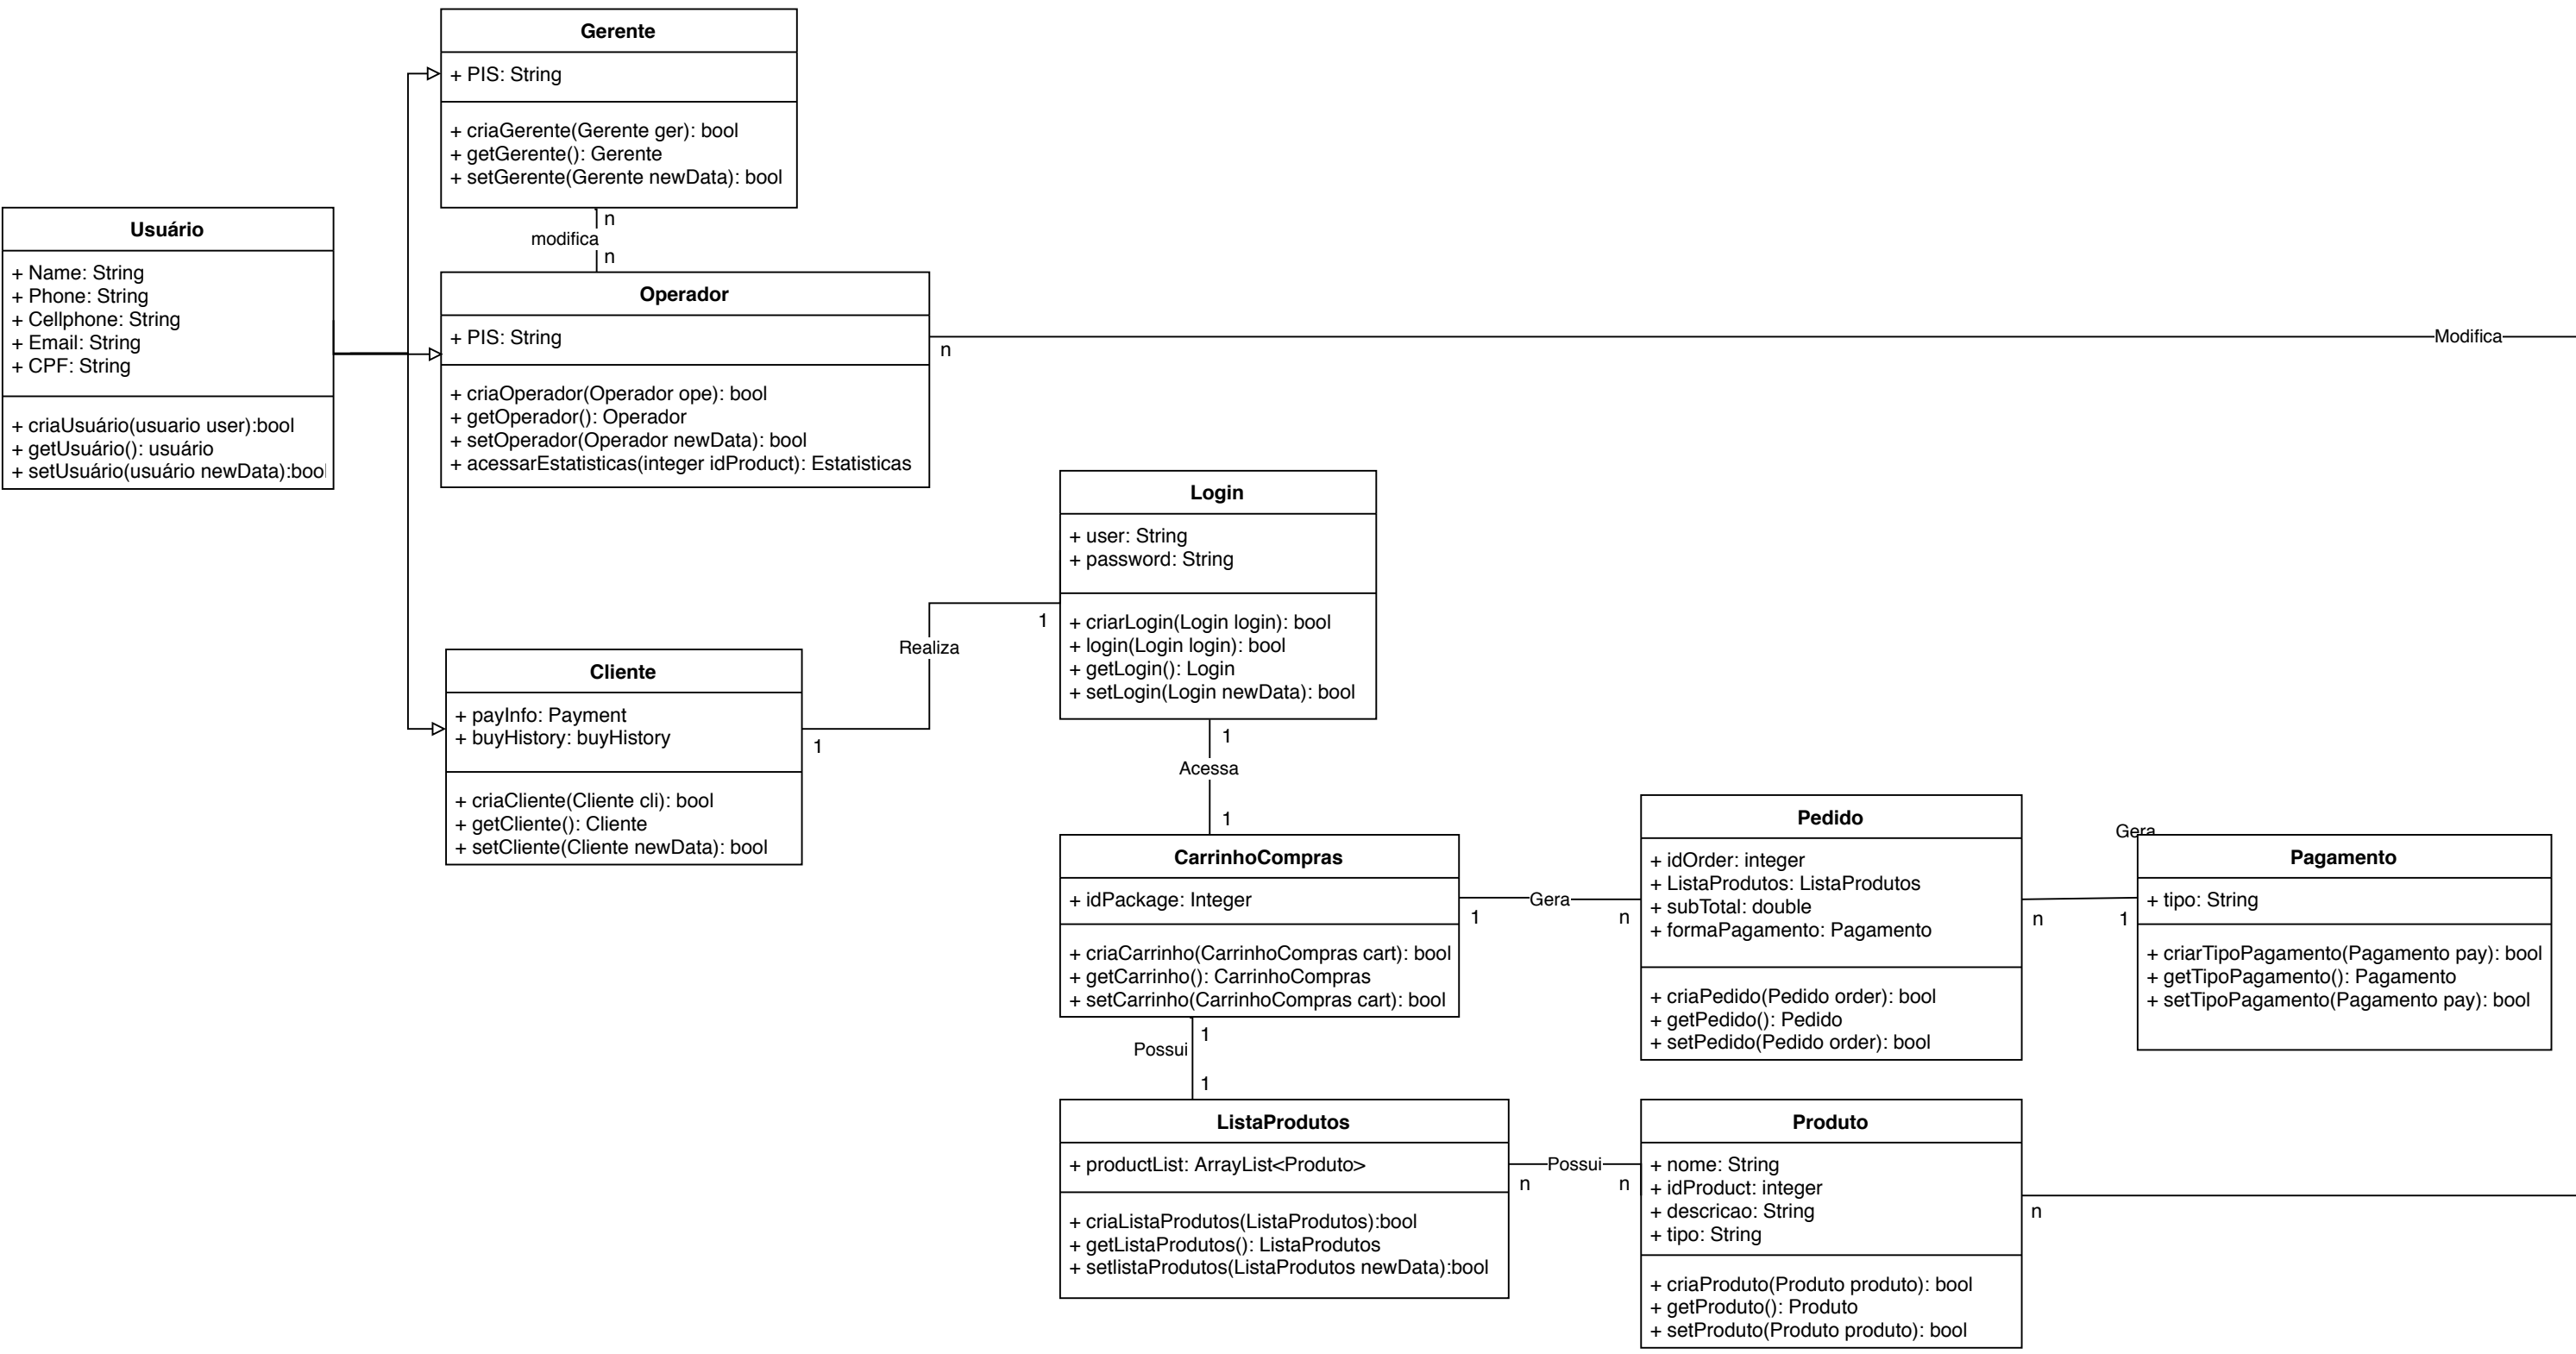 Gerente
+ PIS: String
+ criaGerente(Gerente ger): bool
+ getGerente(): Gerente
+ setGerente(Gerente newData): bool
n
modifica
n
Usuário
+ Name: String
+ Phone: String
+ Cellphone: String
+ Email: String
+ CPF: String
+ criaUsuário(usuario user):bool
+ getUsuário(): usuário
+ setUsuário(usuário newData):bool
Operador
+ PIS: String
+ criaOperador(Operador ope): bool
+ getOperador(): Operador
+ setOperador(Operador newData): bool
+ acessarEstatisticas(integer idProduct): Estatisticas
n
Modifica
Login
+ user: String
+ password: String
+ criarLogin(Login login): bool
+ login(Login login): bool
+ getLogin(): Login
+ setLogin(Login newData): bool
1
Realiza
1
Cliente
+ payInfo: Payment
+ buyHistory: buyHistory
+ criaCliente(Cliente cli): bool
+ getCliente(): Cliente
+ setCliente(Cliente newData): bool
1
Acessa
1
CarrinhoCompras
+ idPackage: Integer
+ criaCarrinho(CarrinhoCompras cart): bool
+ getCarrinho(): CarrinhoCompras
+ setCarrinho(CarrinhoCompras cart): bool
1
Gera
n
Pedido
+ idOrder: integer
+ ListaProdutos: ListaProdutos
+ subTotal: double
+ formaPagamento: Pagamento
+ criaPedido(Pedido order): bool
+ getPedido(): Pedido
+ setPedido(Pedido order): bool
n
1
Gera
Pagamento
+ tipo: String
+ criarTipoPagamento(Pagamento pay): bool
+ getTipoPagamento(): Pagamento
+ setTipoPagamento(Pagamento pay): bool
1
Possui
1
ListaProdutos
+ productList: ArrayList<Produto>
+ criaListaProdutos(ListaProdutos):bool
+ getListaProdutos(): ListaProdutos
+ setlistaProdutos(ListaProdutos newData):bool
n
Possui
n
Produto
+ nome: String
+ idProduct: integer
+ descricao: String
+ tipo: String
+ criaProduto(Produto produto): bool
+ getProduto(): Produto
+ setProduto(Produto produto): bool
n